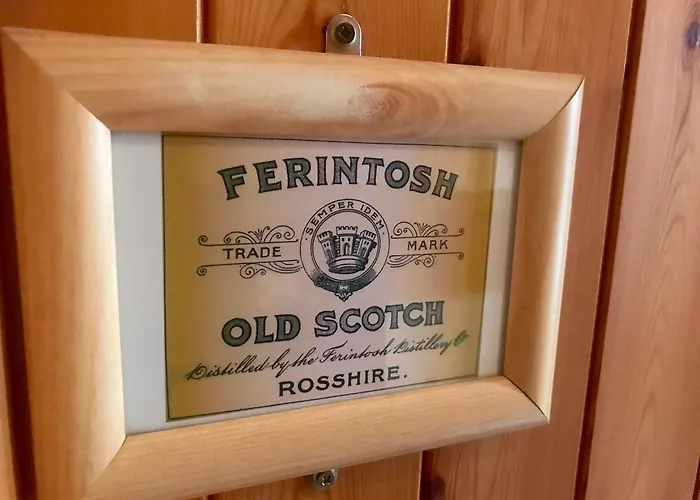 FERINTOSH
SEMPER IDEM
TRADE MARK
OLD SCOTCH
Distilled by the Ferintosh Distillery Co
ROSSHIRE.